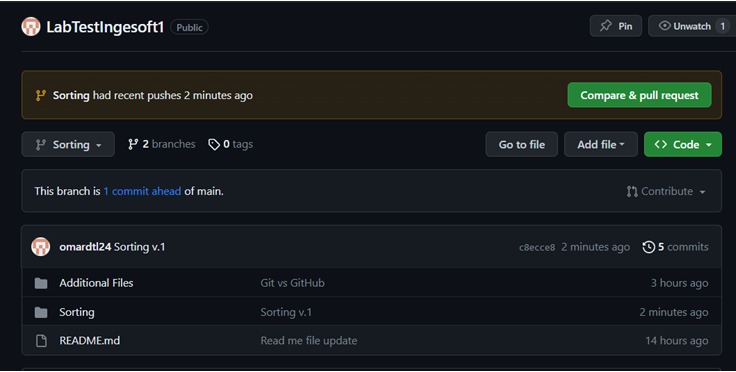 LabTestIngesoft1 Public Pin Unwatch 1
Sorting had recent pushes 2 minutes ago Compare & pull request
Sorting 2 branches 0 tags Go to file Add file Code
This branch is 1 commit ahead of main. Contribute
omardtl24 Sorting v.1 c8ecce8 2 minutes ago 5 commits
Additional Files Git vs GitHub 3 hours ago
Sorting Sorting v.1 2 minutes ago
README.md Read me file update 14 hours ago